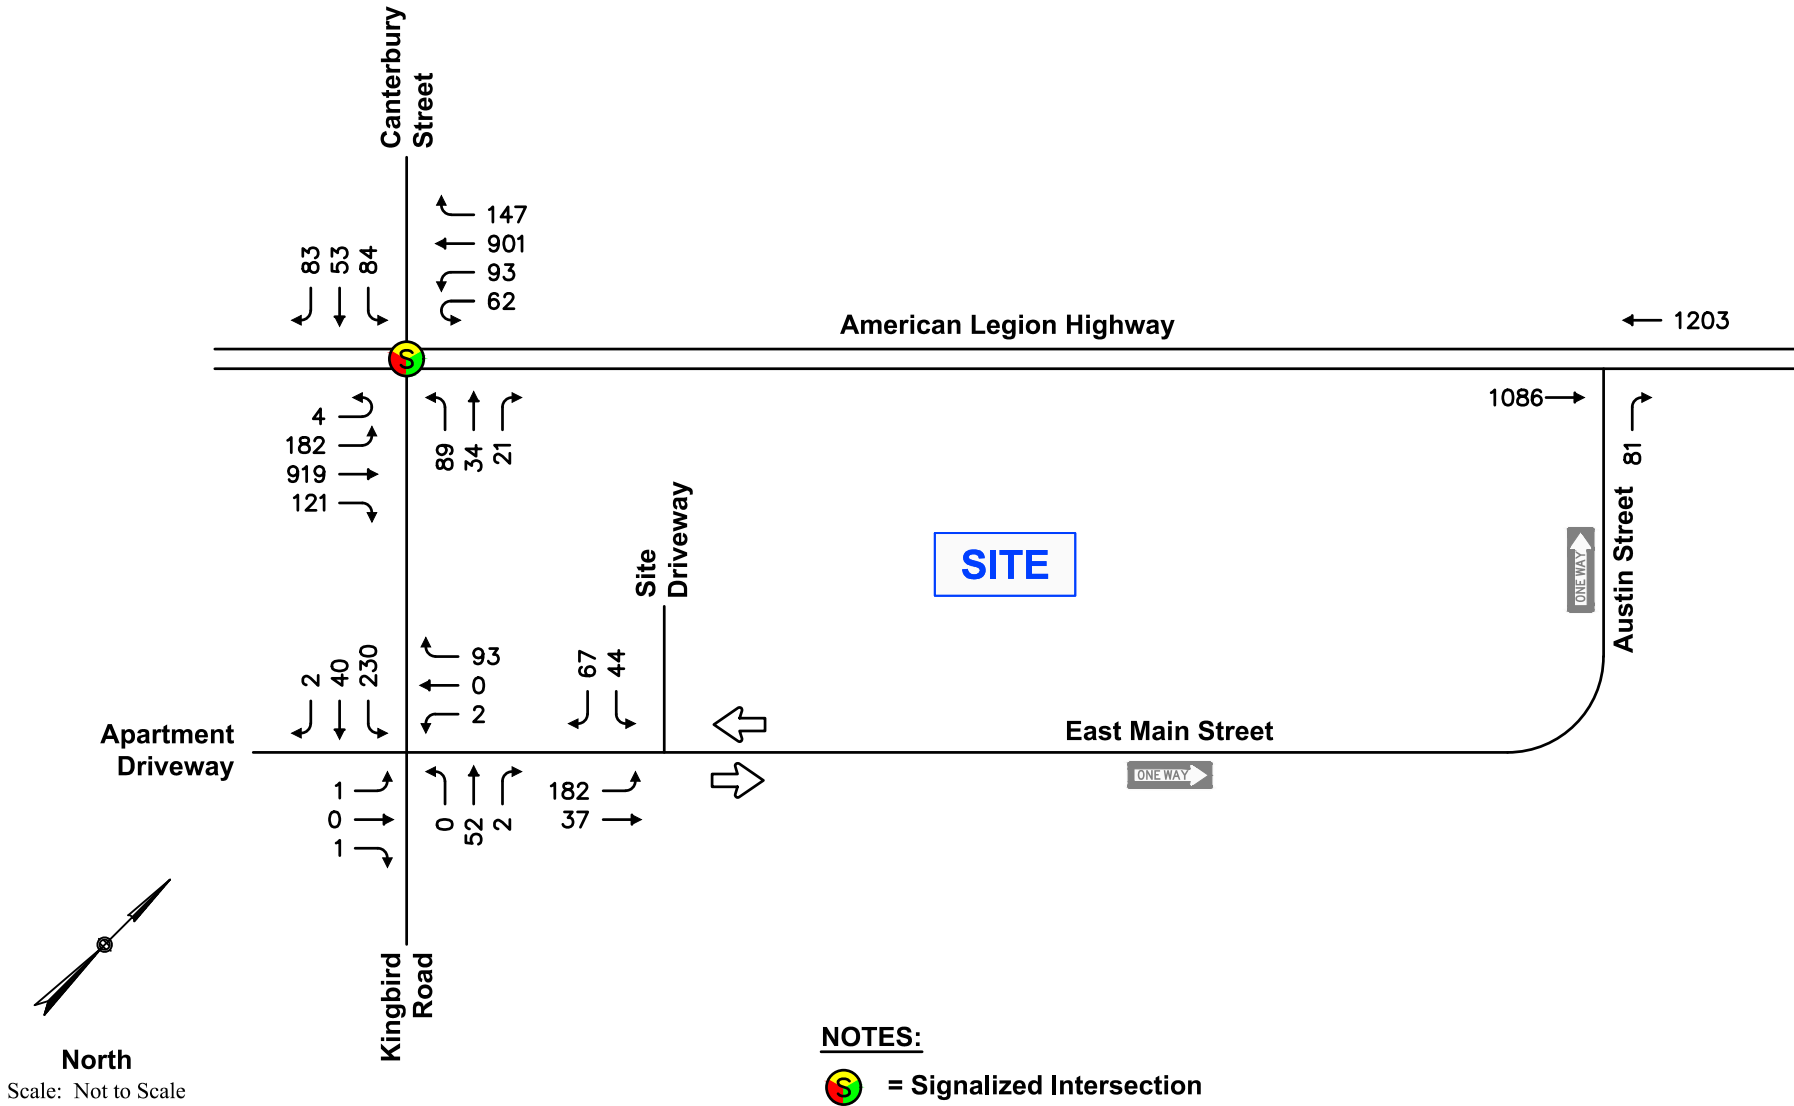 Canterbury
Street
147
901
93
62
83
53
84
American Legion Highway
1203
S
4
182
919
121
89
34
21
1086
81
Site
Driveway
SITE
ONE WAY
Austin Street
2
40
230
93
0
2
67
44
Apartment
Driveway
East Main Street
ONE WAY
1
0
1
0
52
2
182
37
Kingbird
Road
North
Scale: Not to Scale
NOTES:
S = Signalized Intersection